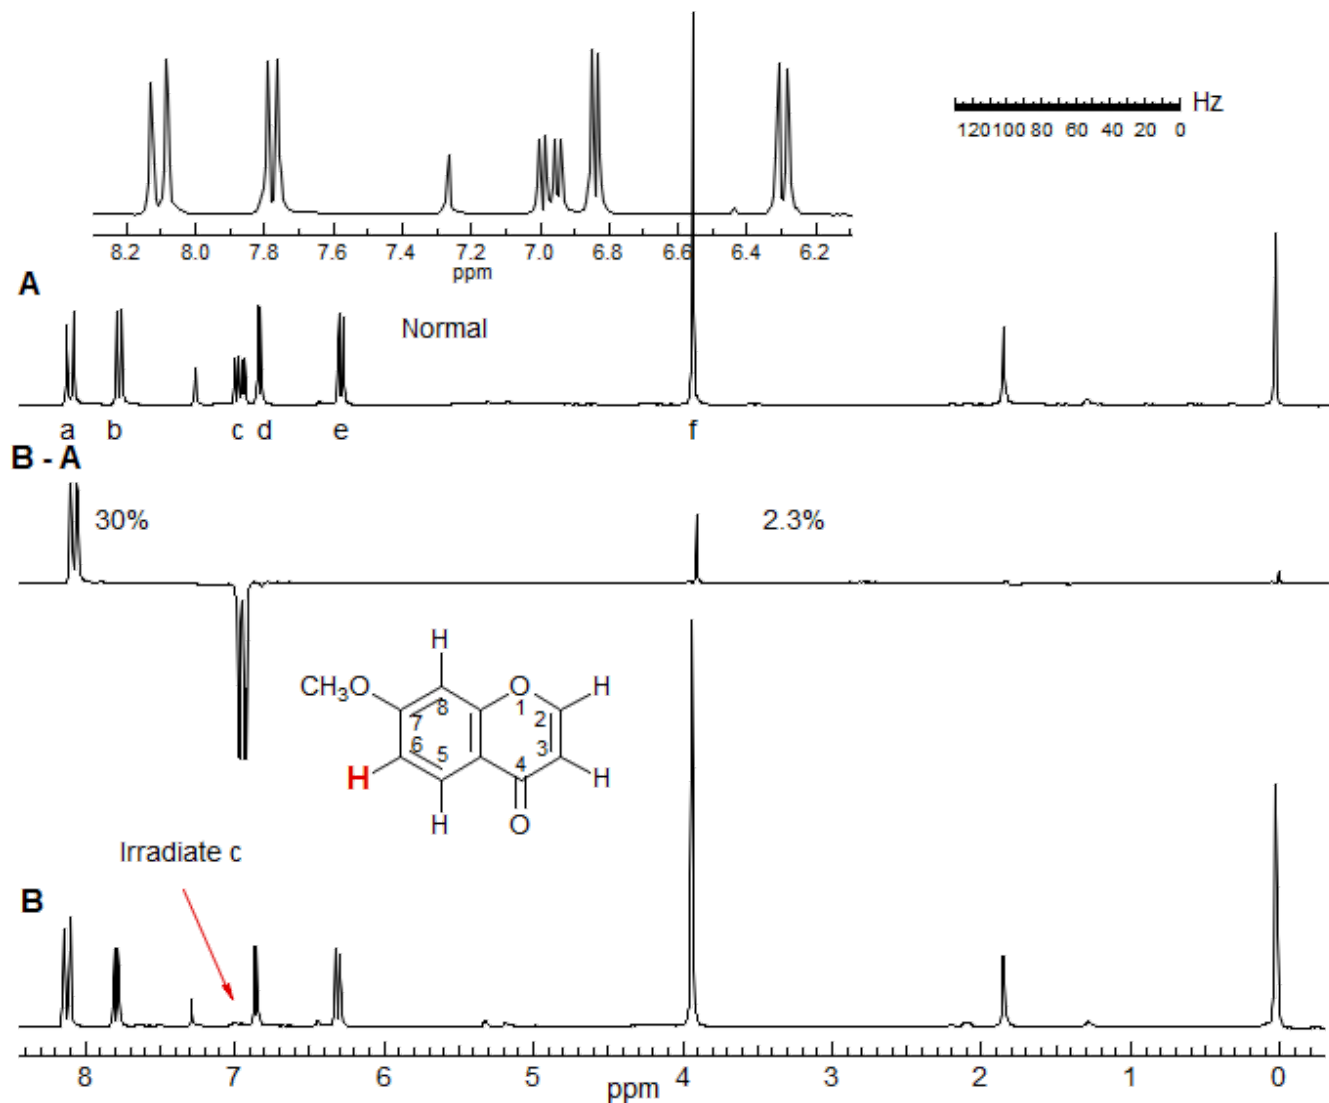 Hz
120 100 80 60 40 20 0
8.2 8.0 7.8 7.6 7.4 7.2 7.0 6.8 6.6 6.4 6.2
ppm
A
Normal
a b c d e f
B - A
30% 2.3%
H
CH3O O H
8 1
7 2
6 5 3
4
H H
H O
Irradiate c
B
8 7 6 5 4 3 2 1 0
ppm